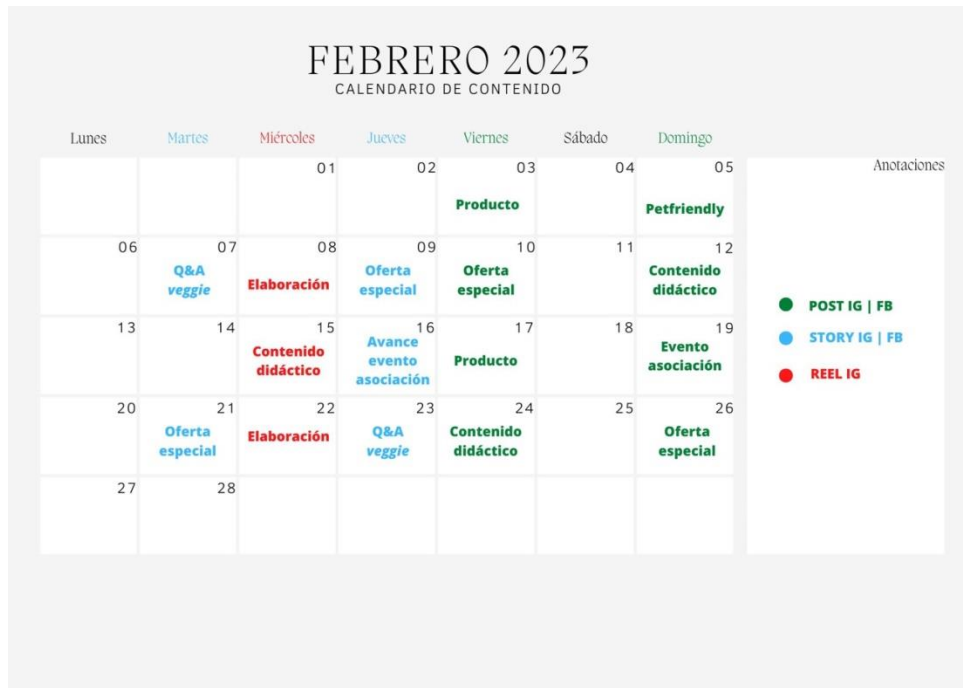 FEBRERO 2023
CALENDARIO DE CONTENIDO
Lunes Martes Miércoles Jueves Viernes Sábado Domingo
Anotaciones
01 02 03 04 05
Producto Petfriendly
06 07 08 09 10 11 12
Q&A Elaboración Oferta Oferta Contenido
veggie especial especial didáctico
13 14 15 16 17 18 19
Contenido Avance Producto Evento
didáctico evento asociación
asociación
20 21 22 23 24 25 26
Oferta Elaboración Q&A Contenido Oferta
especial veggie didáctico especial
27 28
POST IG | FB
STORY IG | FB
REEL IG